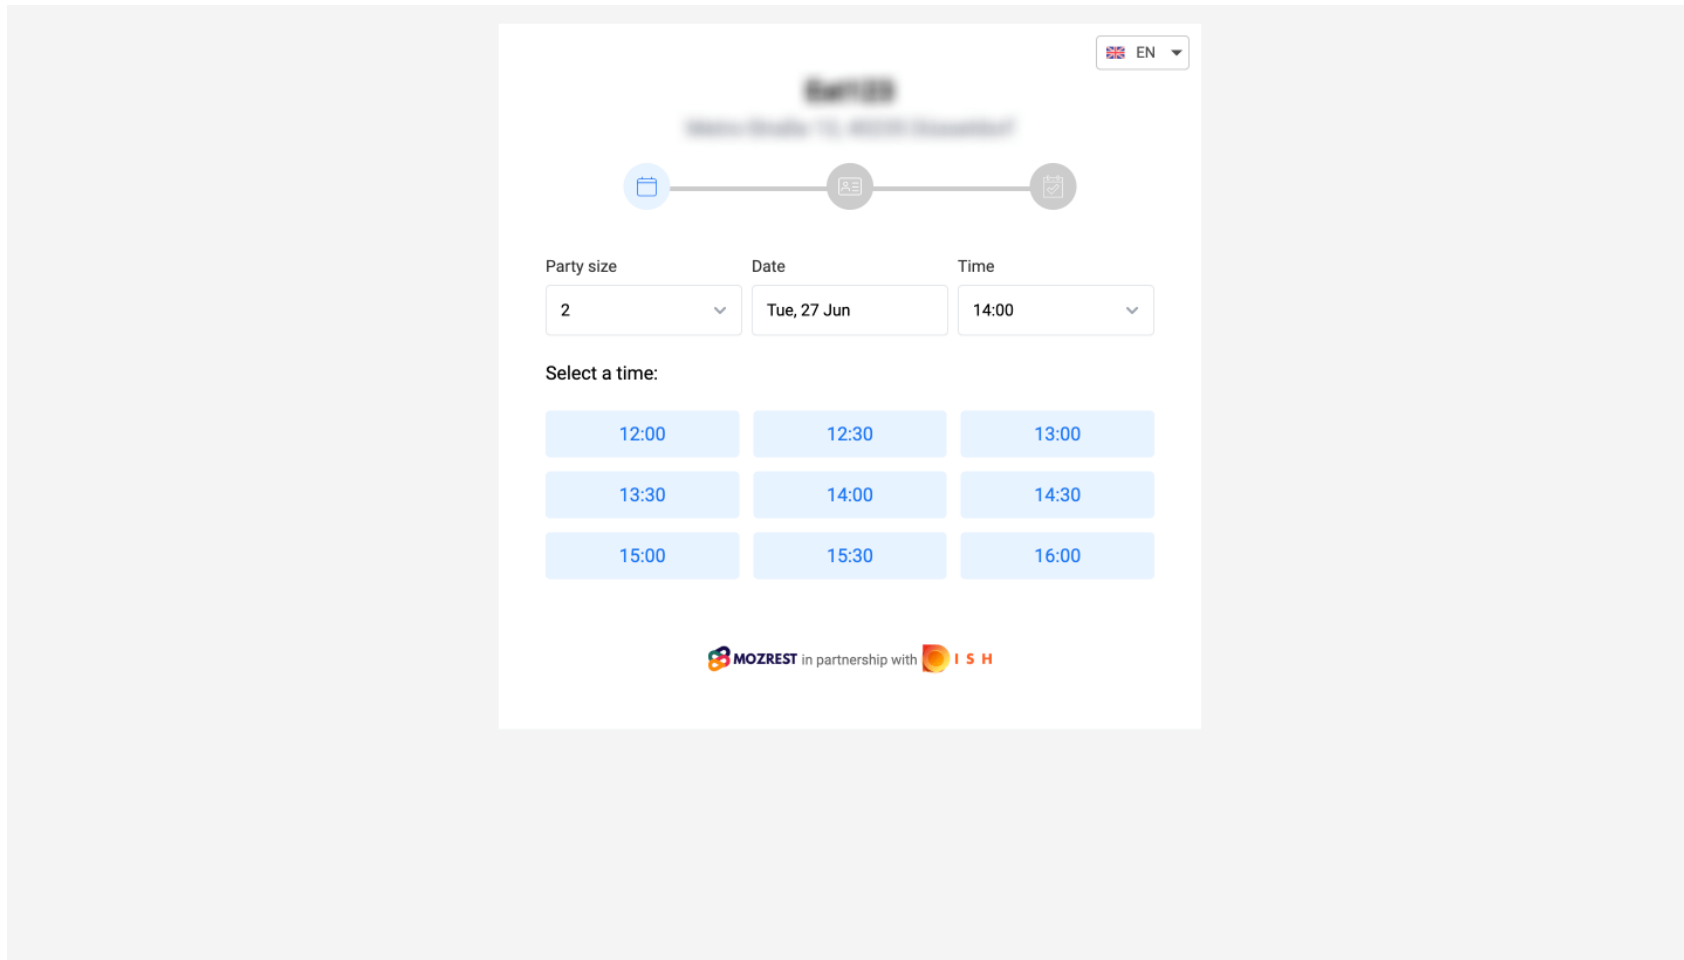 EN
Party size Date Time
2 Tue, 27 Jun 14:00
Select a time:
12:00 12:30 13:00
13:30 14:00 14:30
15:00 15:30 16:00
MOZREST in partnership with DISH